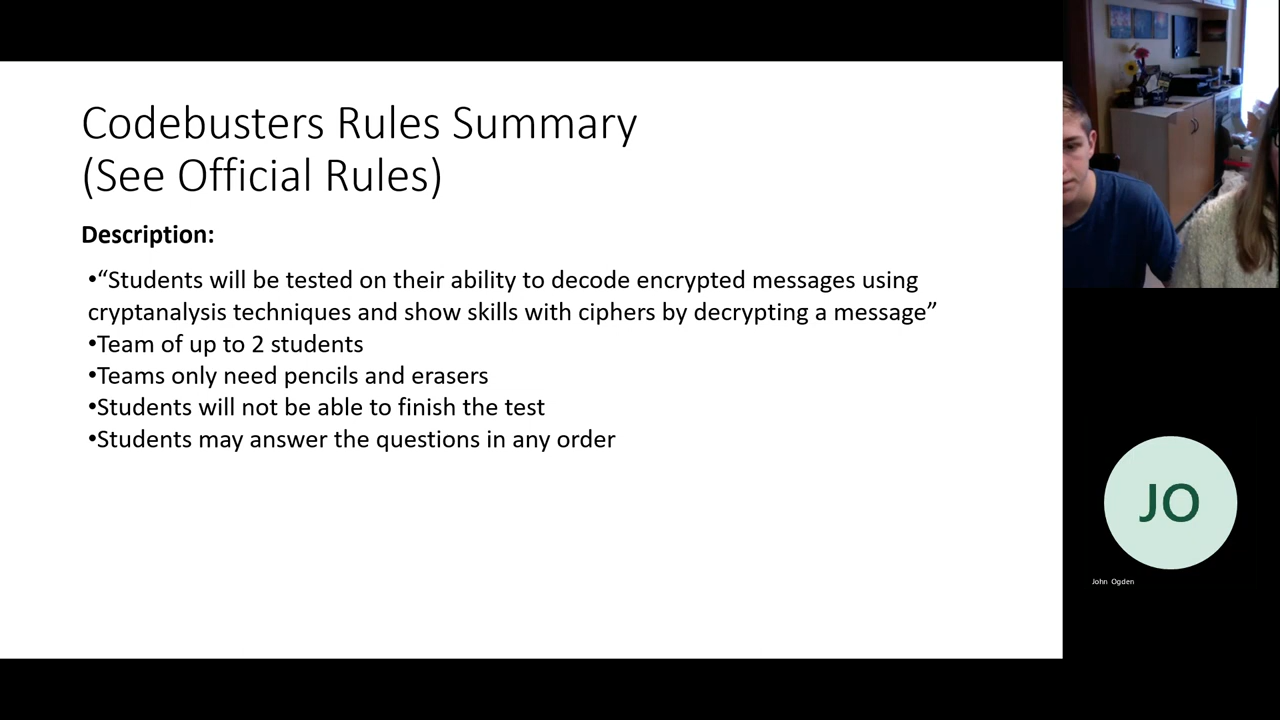 Codebusters Rules Summary
(See Official Rules)
Description:
•“Students will be tested on their ability to decode encrypted messages using
cryptanalysis techniques and show skills with ciphers by decrypting a message”
•Team of up to 2 students
•Teams only need pencils and erasers
•Students will not be able to finish the test
•Students may answer the questions in any order
JO
John Ogden